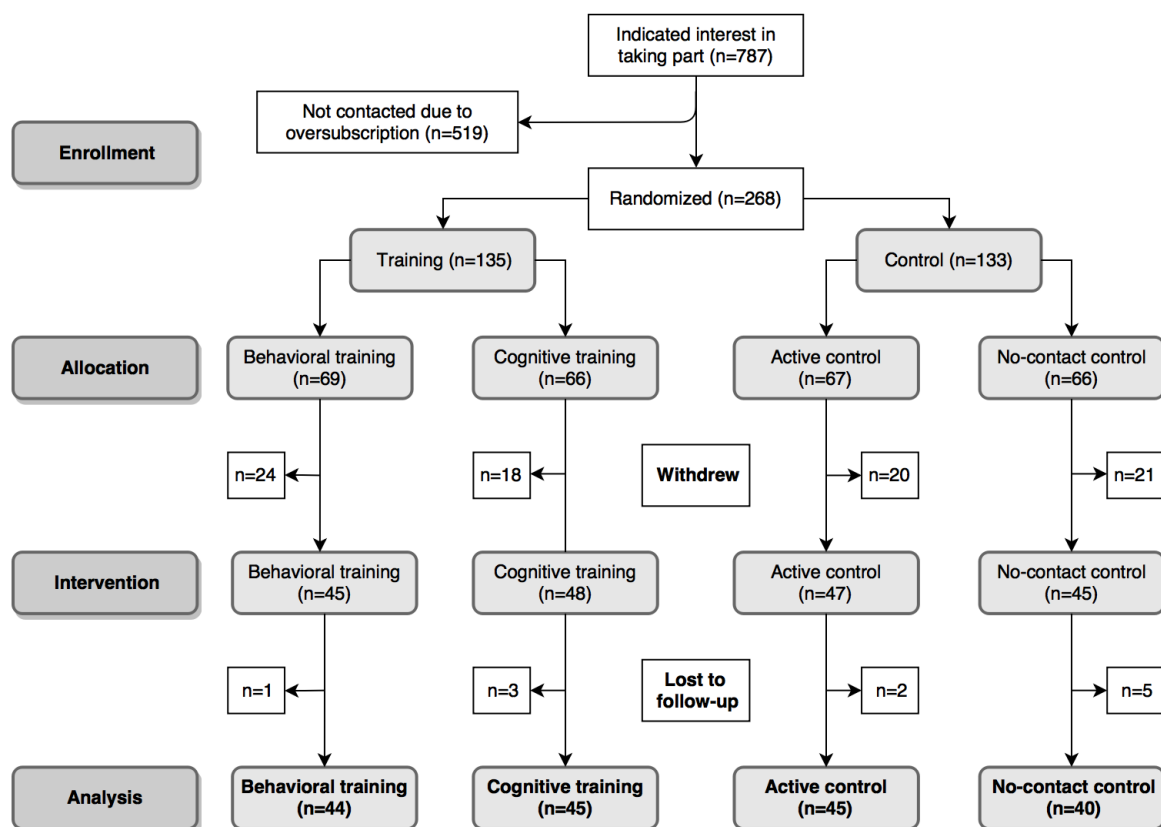 Indicated interest in
taking part (n=787)
Not contacted due to
oversubscription (n=519)
Enrollment
Randomized (n=268)
Training (n=135)
Control (n=133)
Allocation
Behavioral training
(n=69)
Cognitive training
(n=66)
Active control
(n=67)
No-contact control
(n=66)
n=24
n=18
Withdrew
n=20
n=21
Intervention
Behavioral training
(n=45)
Cognitive training
(n=48)
Active control
(n=47)
No-contact control
(n=45)
n=1
n=3
Lost to
follow-up
n=2
n=5
Analysis
Behavioral training
(n=44)
Cognitive training
(n=45)
Active control
(n=45)
No-contact control
(n=40)